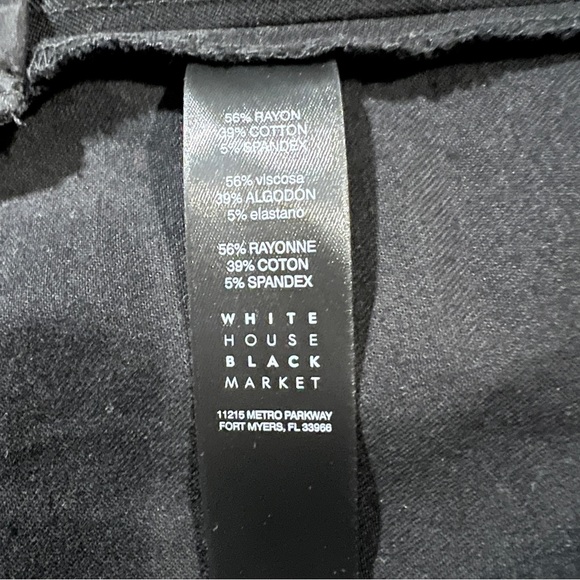 56% RAYON
39% COTTON
5% SPANDEX
56% viscosa
39% ALGODÓN
5% elastano
56% RAYONNE
39% COTON
5% SPANDEX
WHITE
HOUSE
BLACK
MARKET
11215 METRO PARKWAY
FORT MYERS, FL 33966